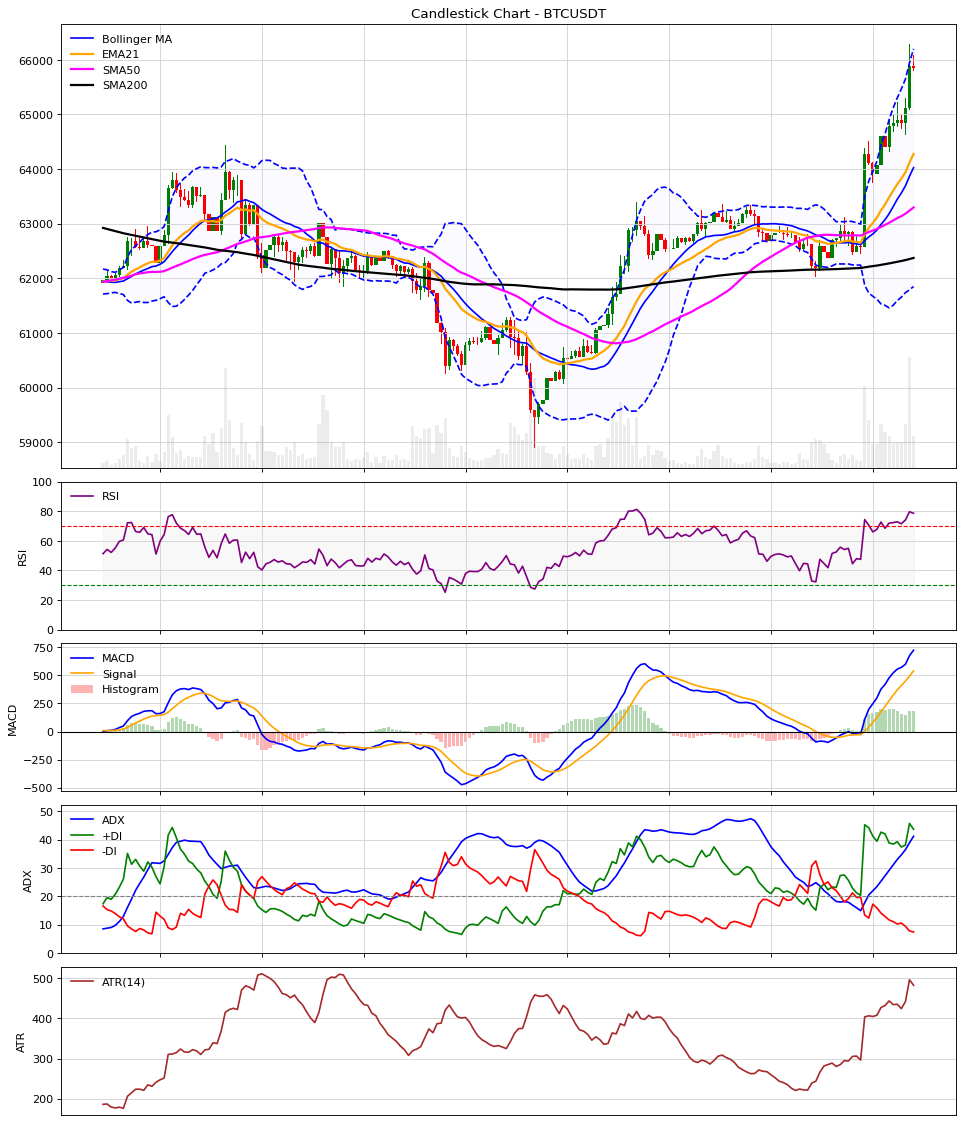 Candlestick Chart - BTCUSDT
Bollinger MA
EMA21
SMA50
SMA200
66000
65000
64000
63000
62000
61000
60000
59000
RSI
RSI
100
80
60
40
20
0
MACD
Signal
Histogram
MACD
750
500
250
0
−250
−500
ADX
+DI
-DI
ADX
50
40
30
20
10
0
ATR(14)
ATR
500
400
300
200